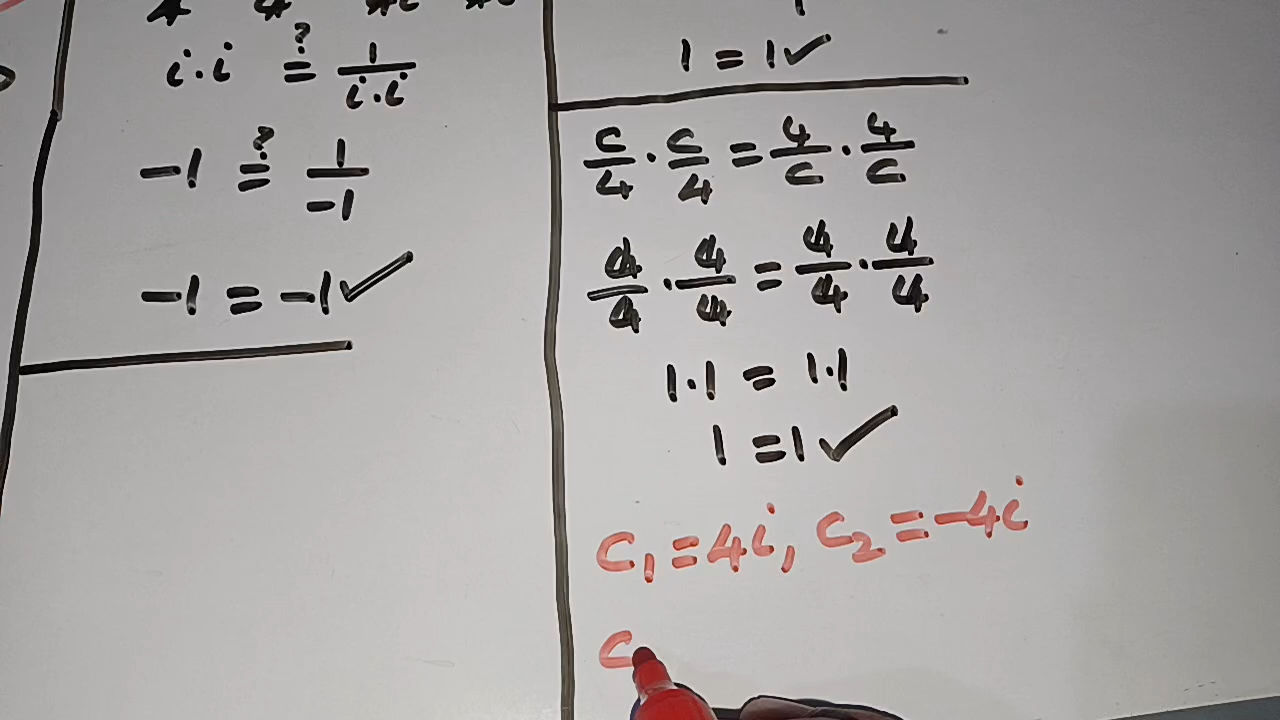 i·i ≟ 1/(i·i)
-1 ≟ 1/-1
-1 = -1 ✓
1 = 1 ✓
c/4 · c/4 = 4/c · 4/c
4/4 · 4/4 = 4/4 · 4/4
1·1 = 1·1
1 = 1 ✓
C₁ = 4i, C₂ = -4i
C